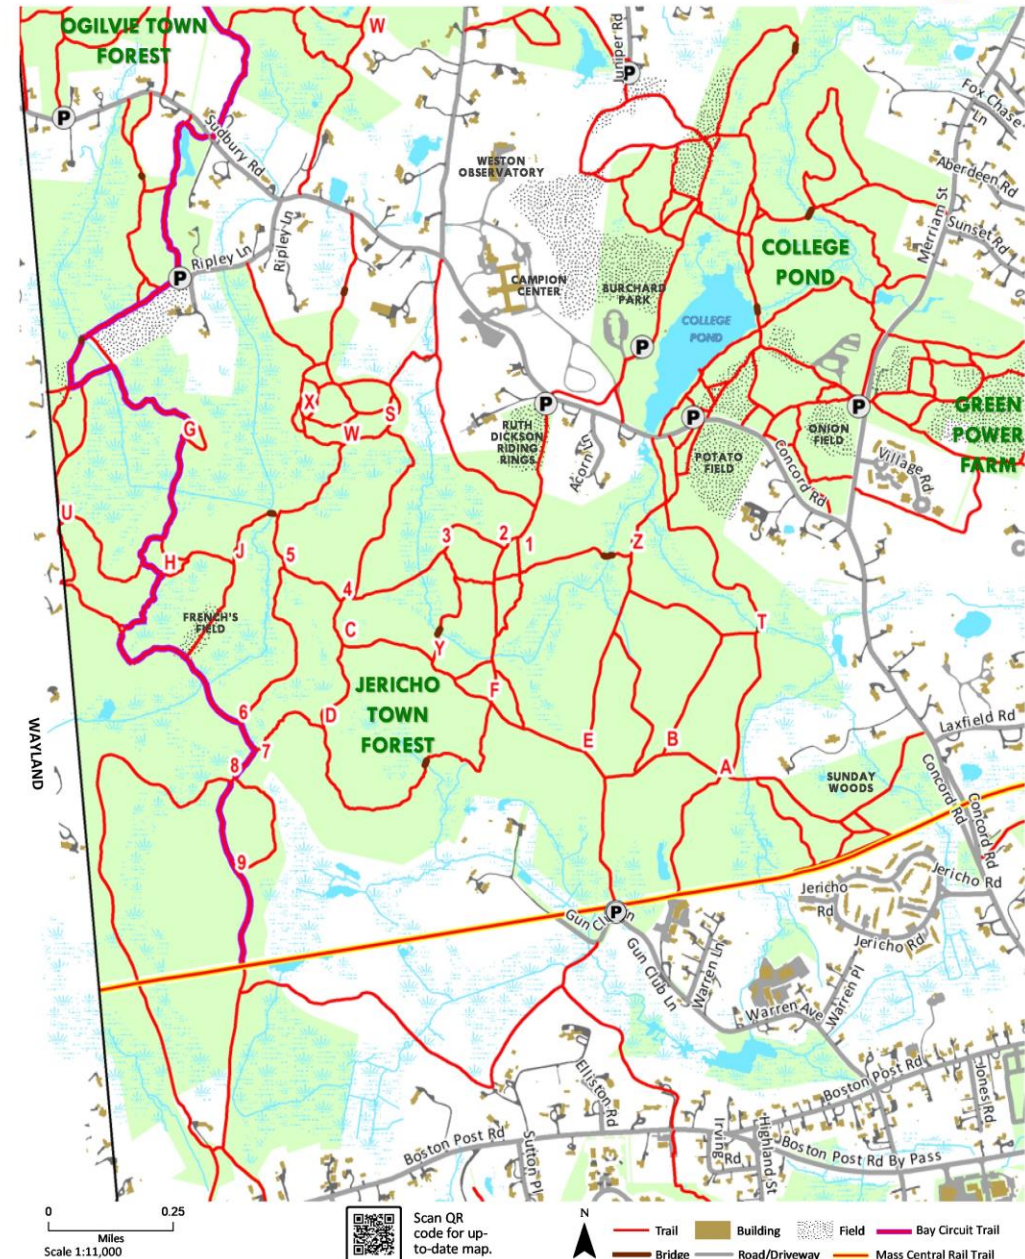 OGILVIE TOWN
FOREST
W
Juniper Rd
P
P
Fox Chase
Ln
Sudbury Rd
WESTON
OBSERVATORY
Aberdeen Rd
Merriam St
Sunset Rd
COLLEGE
POND
Ripley Ln
Ripley Ln
P
CAMPION
CENTER
BURCHARD
PARK
COLLEGE
POND
P
X
S
W
G
P
P
P
RUTH
DICKSON
RIDING
RINGS
Acorn Ln
POTATO
FIELD
ONION
FIELD
GREEN
POWER
FARM
Concord Rd
Village Rd
U
H
J
5
3
2
1
Z
4
FRENCH'S
FIELD
C
Y
T
JERICHO
TOWN
FOREST
F
D
6
7
8
E
B
A
WAYLAND
Laxfield Rd
SUNDAY
WOODS
Concord Rd
Concord Rd
9
Jericho
Rd
Jericho Rd
Jericho Rd
P
Gun Club Ln
Warren Ln
Warren Pl
Warren Ave
Elliston Rd
Boston Post Rd
Jones Rd
Boston Post Rd
Sutton Pl
Irving
Rd
Highland St
Boston Post Rd By Pass
0 0.25
Miles
Scale 1:11,000
Scan QR
code for up-
to-date map.
N
Trail Building Field Bay Circuit Trail
Bridge Road/Driveway Mass Central Rail Trail